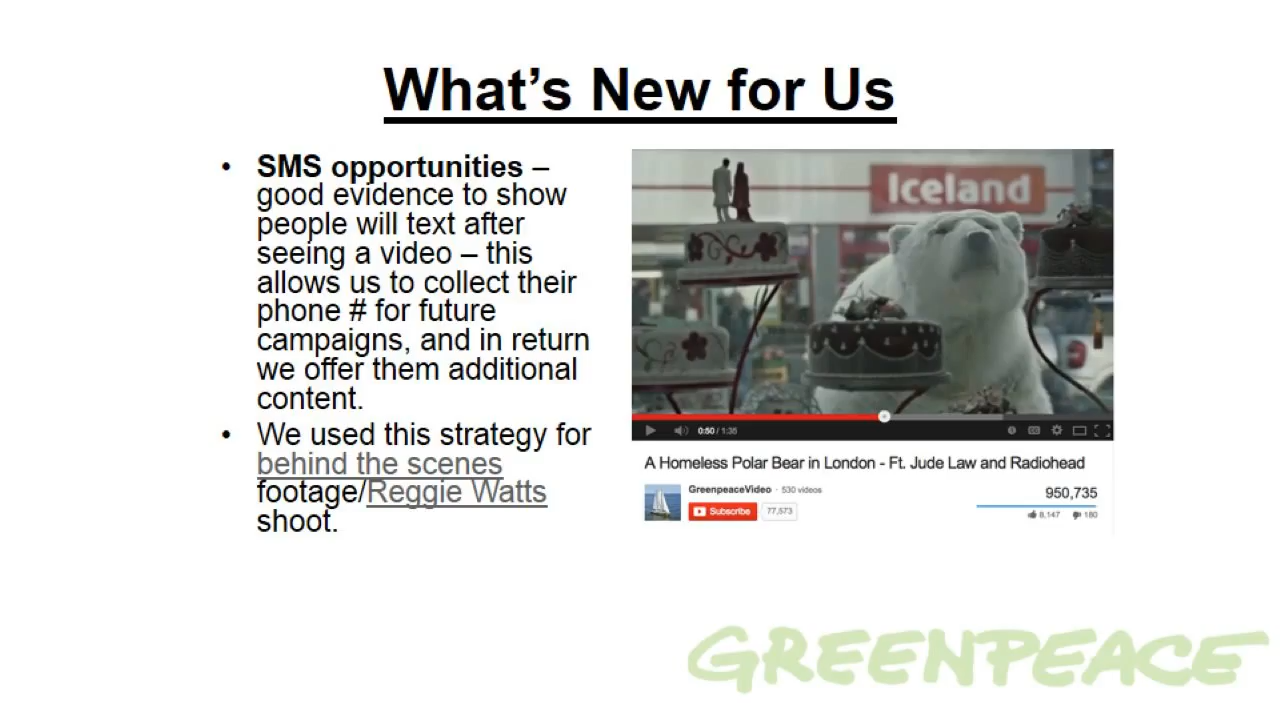 What's New for Us
• SMS opportunities –
good evidence to show
people will text after
seeing a video – this
allows us to collect their
phone # for future
campaigns, and in return
we offer them additional
content.
• We used this strategy for
behind the scenes
footage/Reggie Watts
shoot.
Iceland
0:50 / 1:35
A Homeless Polar Bear in London - Ft. Jude Law and Radiohead
GreenpeaceVideo · 530 videos
Subscribe 77,573
950,735
8,147 180
GREENPEACE